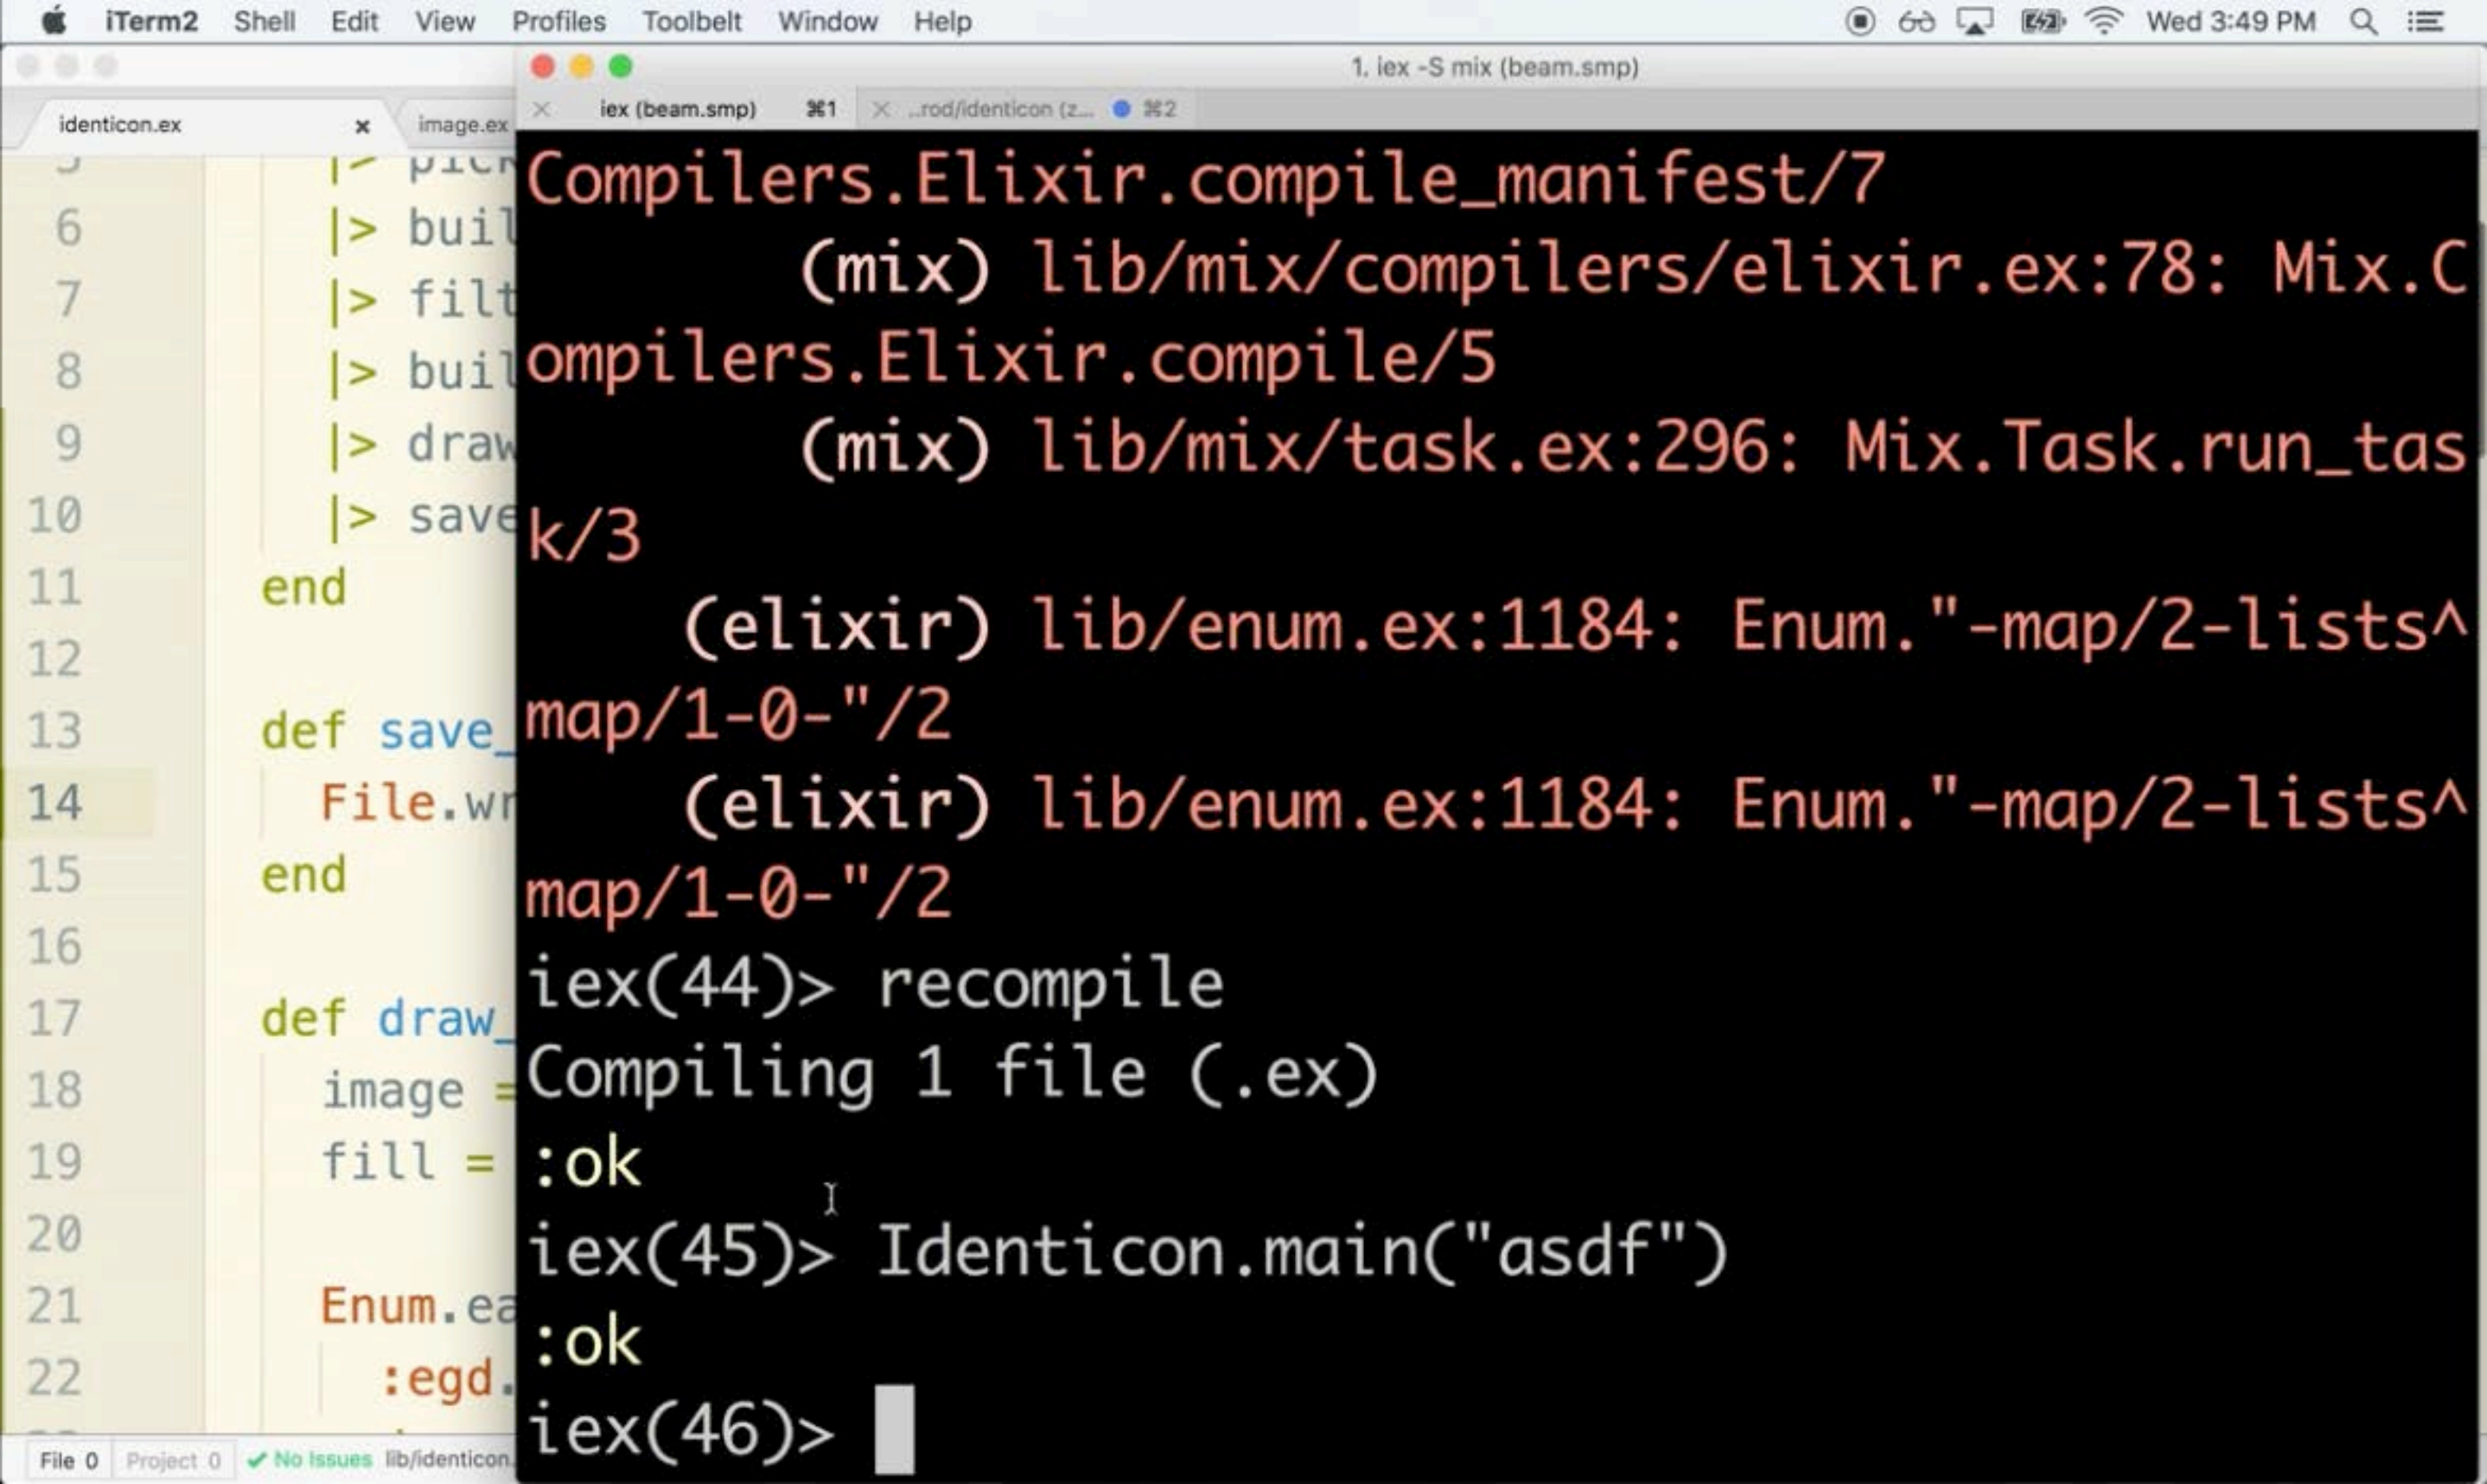 iTerm2 Shell Edit View Profiles Toolbelt Window Help Wed 3:49 PM
1. iex -S mix (beam.smp)
iex (beam.smp) ⌘1 ...rod/identicon (z... ⌘2
identicon.ex image.ex
5 |> pick
6 |> buil
7 |> filt
8 |> buil
9 |> draw
10 |> save
11 end
12
13 def save_
14 File.wr
15 end
16
17 def draw_
18 image =
19 fill =
20
21 Enum.ea
22 :egd.
File 0 Project 0 No Issues lib/identicon.
Compilers.Elixir.compile_manifest/7
(mix) lib/mix/compilers/elixir.ex:78: Mix.C
ompilers.Elixir.compile/5
(mix) lib/mix/task.ex:296: Mix.Task.run_tas
k/3
(elixir) lib/enum.ex:1184: Enum."-map/2-lists^
map/1-0-"/2
(elixir) lib/enum.ex:1184: Enum."-map/2-lists^
map/1-0-"/2
iex(44)> recompile
Compiling 1 file (.ex)
:ok
iex(45)> Identicon.main("asdf")
:ok
iex(46)>